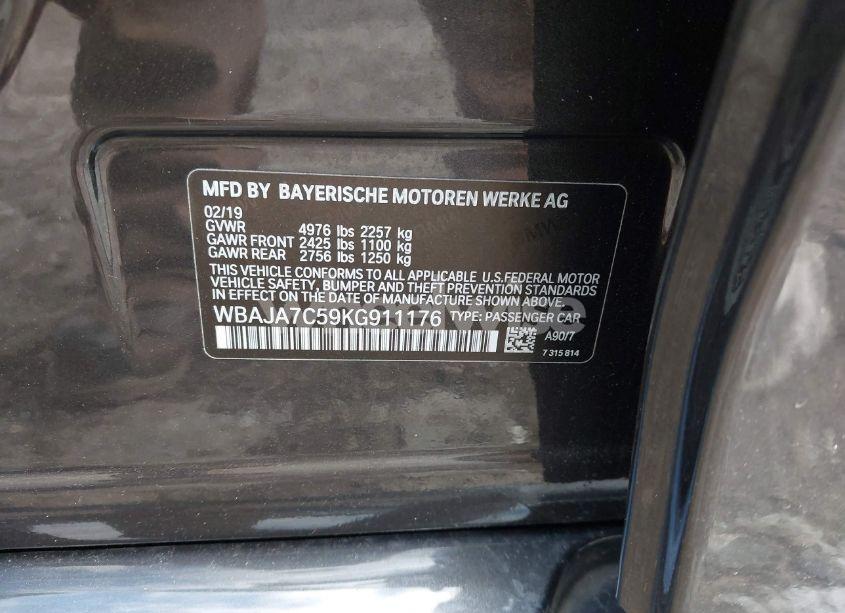 MFD BY BAYERISCHE MOTOREN WERKE AG
02/19
GVWR 4976 lbs 2257 kg
GAWR FRONT 2425 lbs 1100 kg
GAWR REAR 2756 lbs 1250 kg
THIS VEHICLE CONFORMS TO ALL APPLICABLE U.S.FEDERAL MOTOR
VEHICLE SAFETY, BUMPER AND THEFT PREVENTION STANDARDS
IN EFFECT ON THE DATE OF MANUFACTURE SHOWN ABOVE.
WBAJA7C59KG911176 TYPE: PASSENGER CAR
A90/7
7 315 814